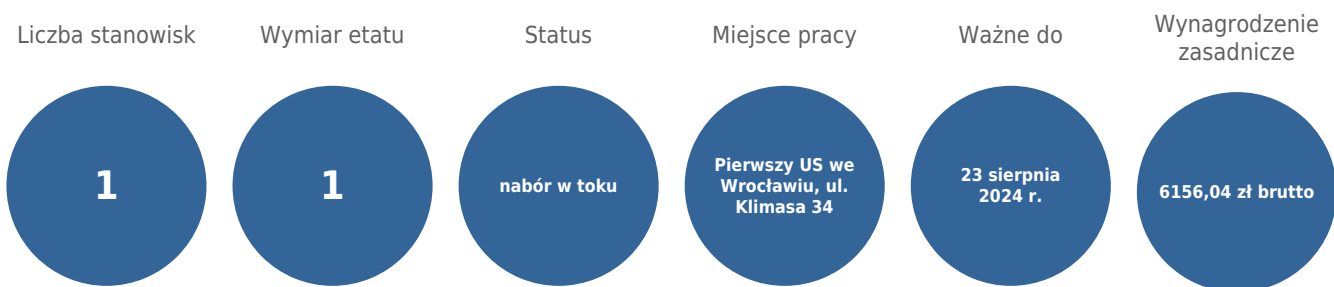 Liczba stanowisk
1
Wymiar etatu
1
Status
nabór w toku
Miejsce pracy
Pierwszy US we
Wrocławiu, ul.
Klimasa 34
Ważne do
23 sierpnia
2024 r.
Wynagrodzenie
zasadnicze
6156,04 zł brutto